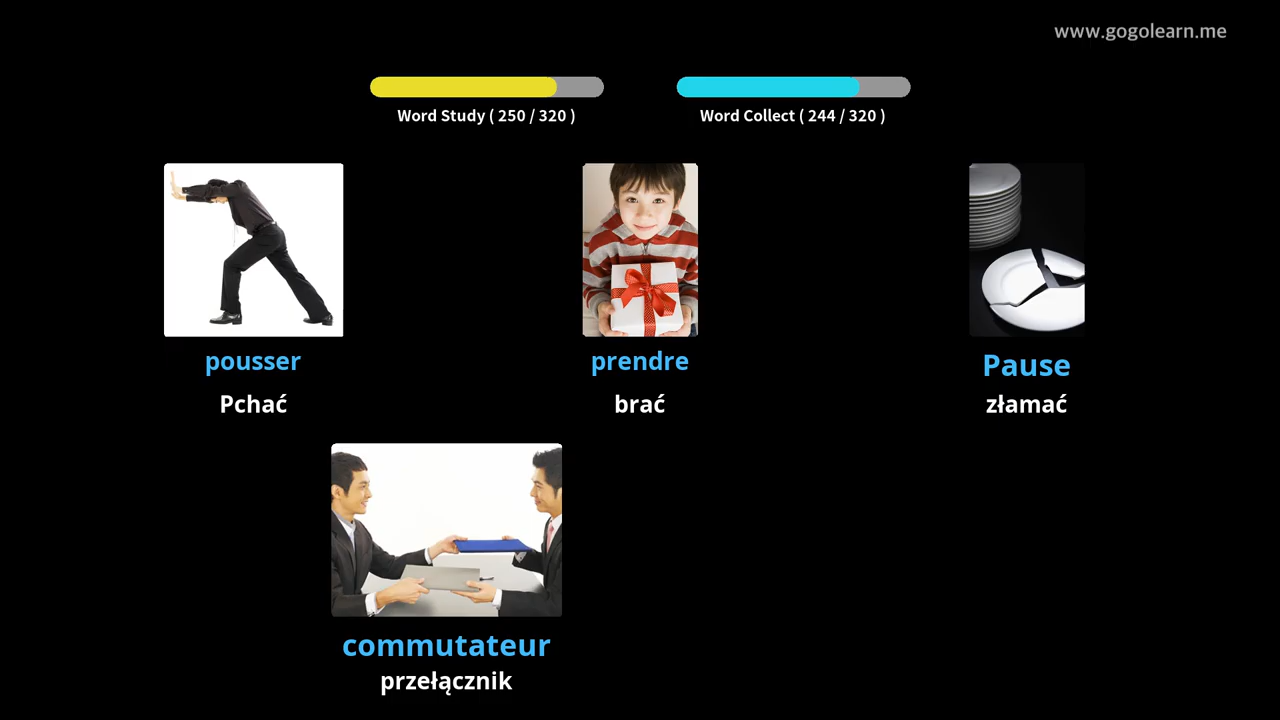 www.gogolearn.me
Word Study ( 250 / 320 )
Word Collect ( 244 / 320 )
pousser
Pchać
prendre
brać
Pause
złamać
commutateur
przełącznik